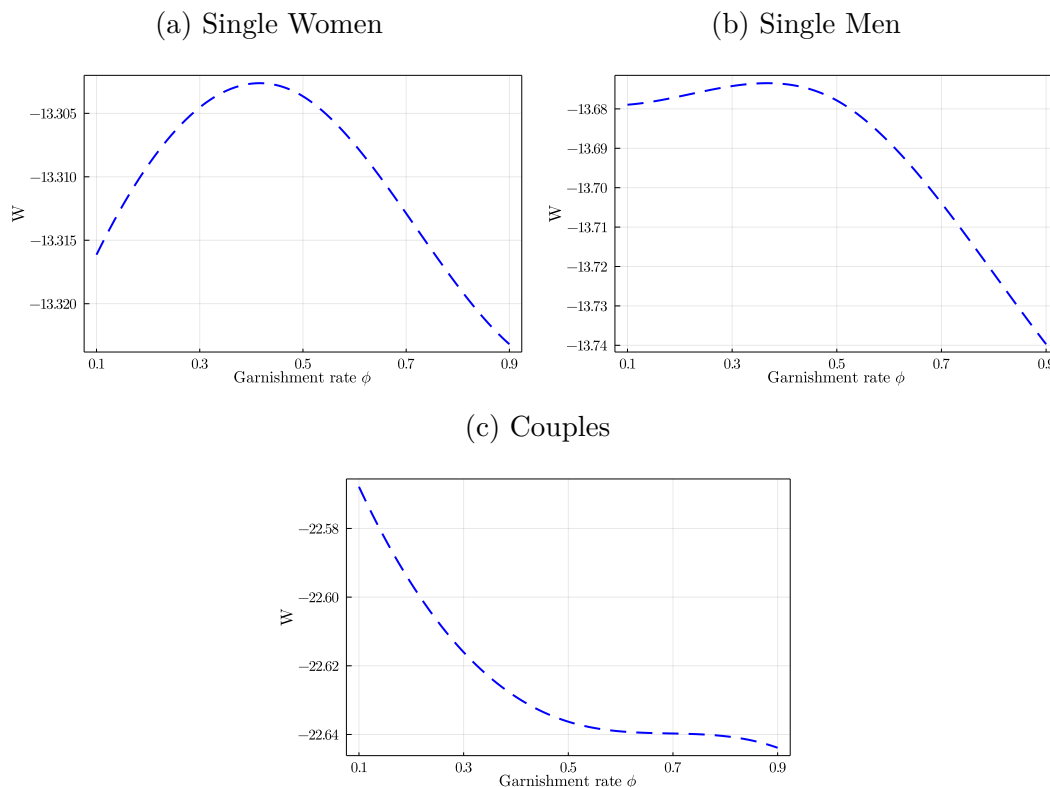 (a) Single Women
−13.305
−13.310
−13.315
−13.320
W
0.1 0.3 0.5 0.7 0.9
Garnishment rate ϕ
(b) Single Men
−13.68
−13.69
−13.70
−13.71
−13.72
−13.73
−13.74
W
0.1 0.3 0.5 0.7 0.9
Garnishment rate ϕ
(c) Couples
−22.58
−22.60
−22.62
−22.64
W
0.1 0.3 0.5 0.7 0.9
Garnishment rate ϕ